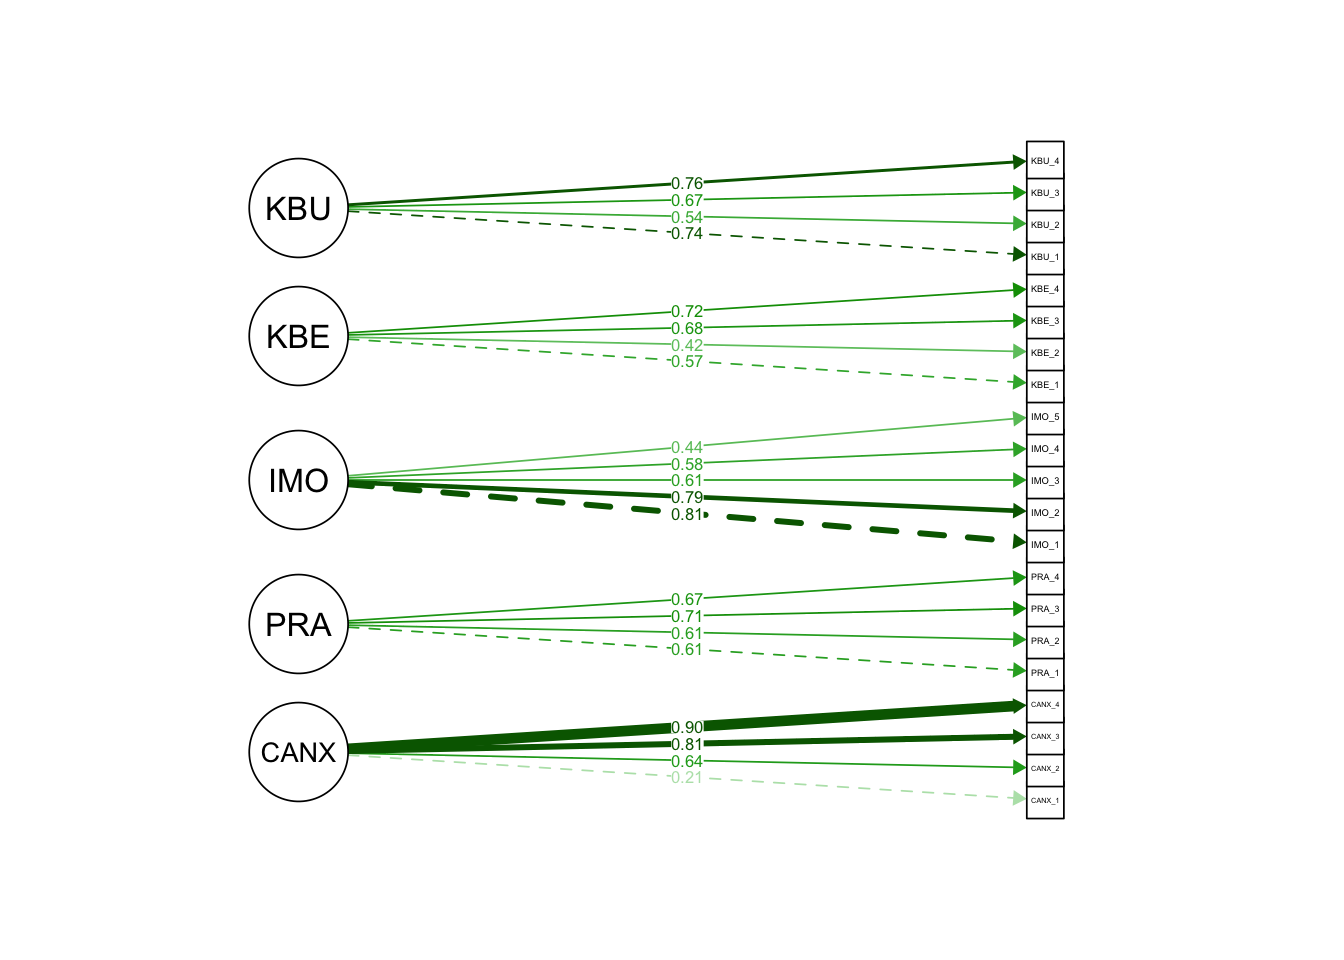 KBU
0.76
0.67
0.54
0.74
KBU_4
KBU_3
KBU_2
KBU_1
KBE
0.72
0.68
0.42
0.57
KBE_4
KBE_3
KBE_2
KBE_1
IMO
0.44
0.58
0.61
0.79
0.81
IMO_5
IMO_4
IMO_3
IMO_2
IMO_1
PRA
0.67
0.71
0.61
0.61
PRA_4
PRA_3
PRA_2
PRA_1
CANX
0.90
0.81
0.64
0.21
CANX_4
CANX_3
CANX_2
CANX_1